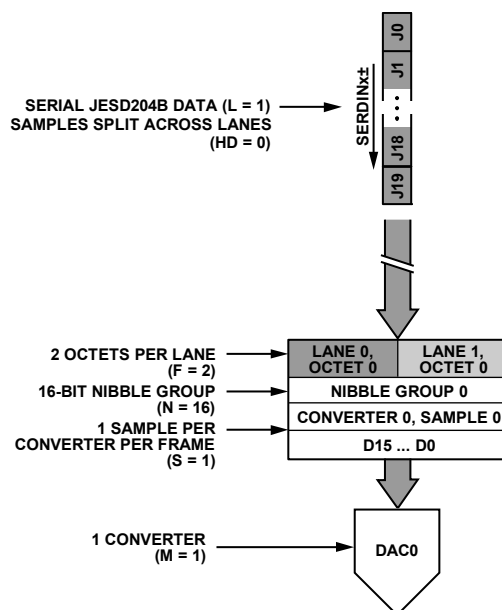 J0
J1
SERIAL JESD204B DATA (L = 1)
SAMPLES SPLIT ACROSS LANES
(HD = 0)
SERDINx±
J18
J19
2 OCTETS PER LANE
(F = 2)
LANE 0,
OCTET 0
LANE 1,
OCTET 0
16-BIT NIBBLE GROUP
(N = 16)
NIBBLE GROUP 0
1 SAMPLE PER
CONVERTER PER FRAME
(S = 1)
CONVERTER 0, SAMPLE 0
D15 ... D0
1 CONVERTER
(M = 1)
DAC0